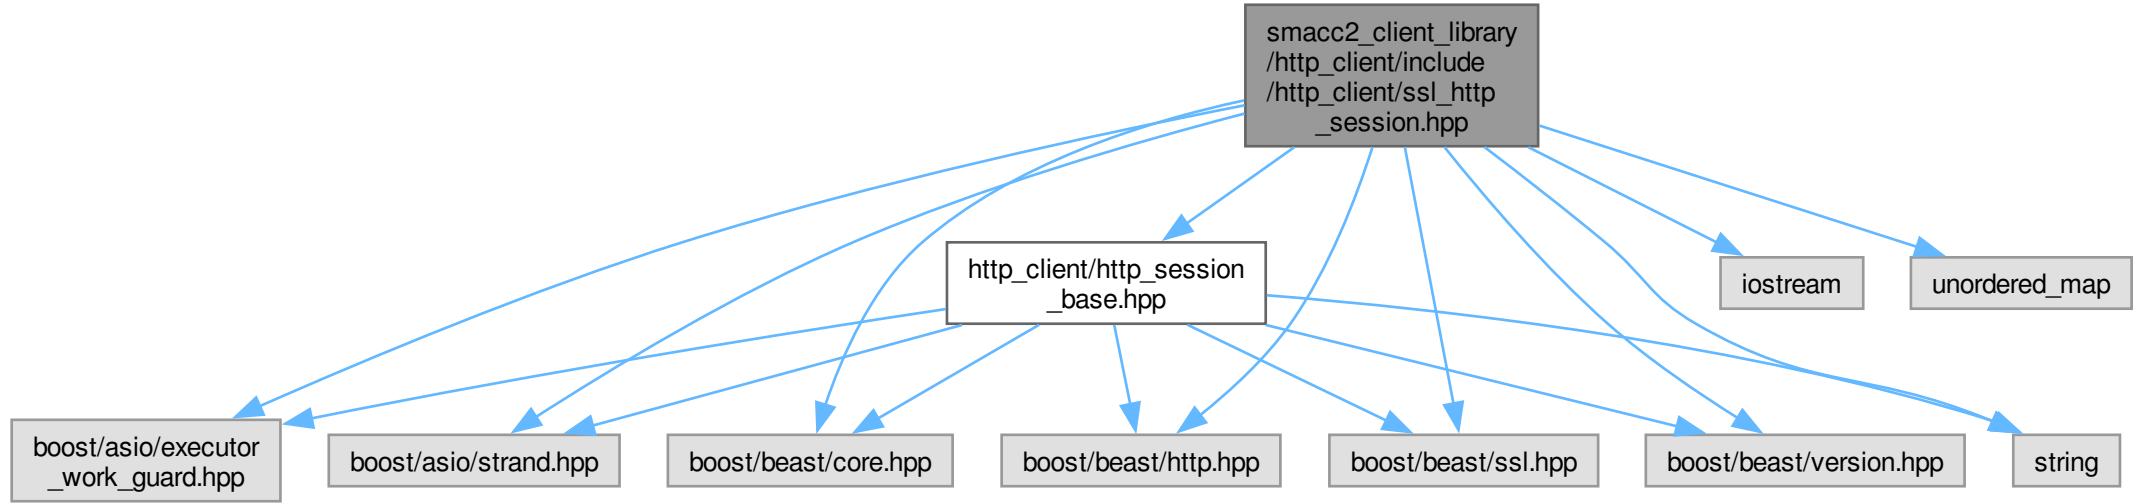 smacc2_client_library
/http_client/include
/http_client/ssl_http
_session.hpp
http_client/http_session
_base.hpp
iostream
unordered_map
boost/asio/executor
_work_guard.hpp
boost/asio/strand.hpp
boost/beast/core.hpp
boost/beast/http.hpp
boost/beast/ssl.hpp
boost/beast/version.hpp
string